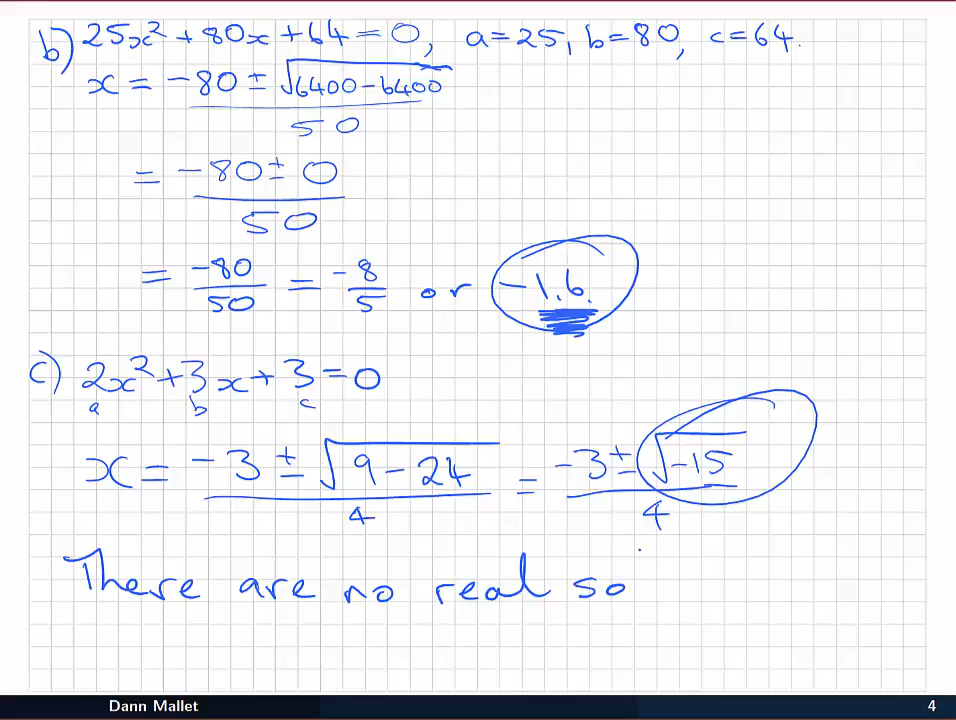 b) 25x² + 80x + 64 = 0, a = 25, b = 80, c = 64.
x = -80 ± √6400 - 6400
50
= -80 ± 0
50
= -80/50 = -8/5 or -1.6.
c) 2x² + 3x + 3 = 0
a b c
x = -3 ± √9 - 24 / 4 = -3 ± √-15 / 4
There are no real so
Dann Mallet 4